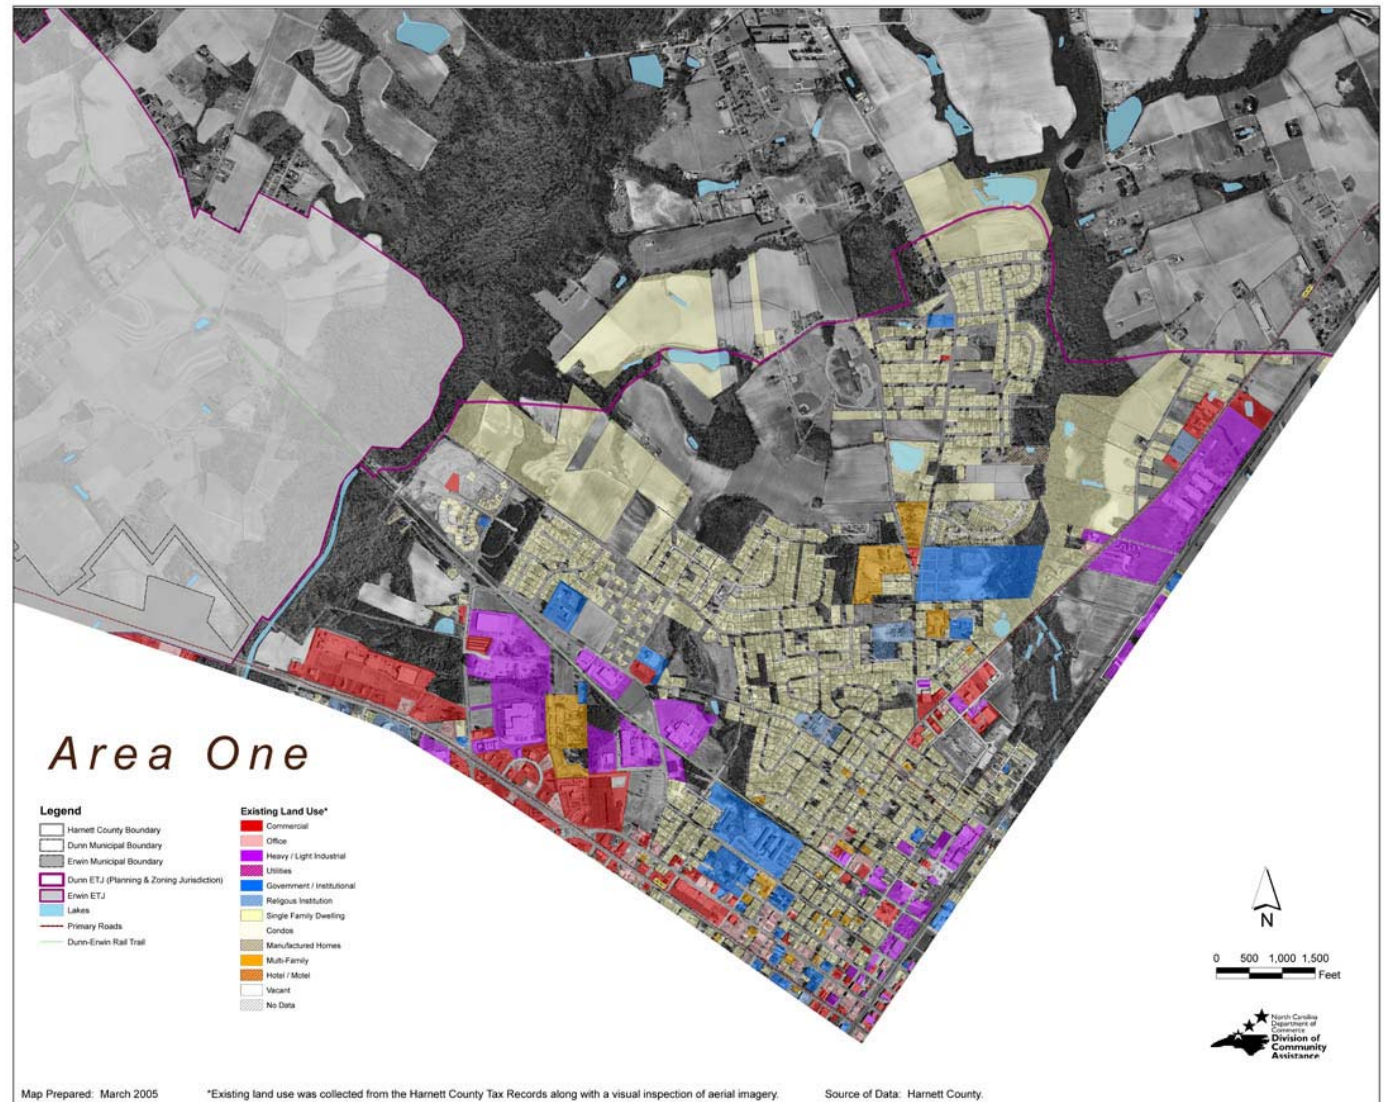 Area One
Legend
Harnett County Boundary
Dunn Municipal Boundary
Erwin Municipal Boundary
Dunn ETJ (Planning & Zoning Jurisdiction)
Erwin ETJ
Lakes
Primary Roads
Dunn-Erwin Rail Trail
Existing Land Use*
Commercial
Office
Heavy / Light Industrial
Utilities
Government / Institutional
Religous Institution
Single Family Dwelling
Condos
Manufactured Homes
Multi-Family
Hotel / Motel
Vacant
No Data
N
0 500 1,000 1,500
Feet
North Carolina
Department of
Commerce
Division of
Community
Assistance
Map Prepared: March 2005 *Existing land use was collected from the Harnett County Tax Records along with a visual inspection of aerial imagery. Source of Data: Harnett County.